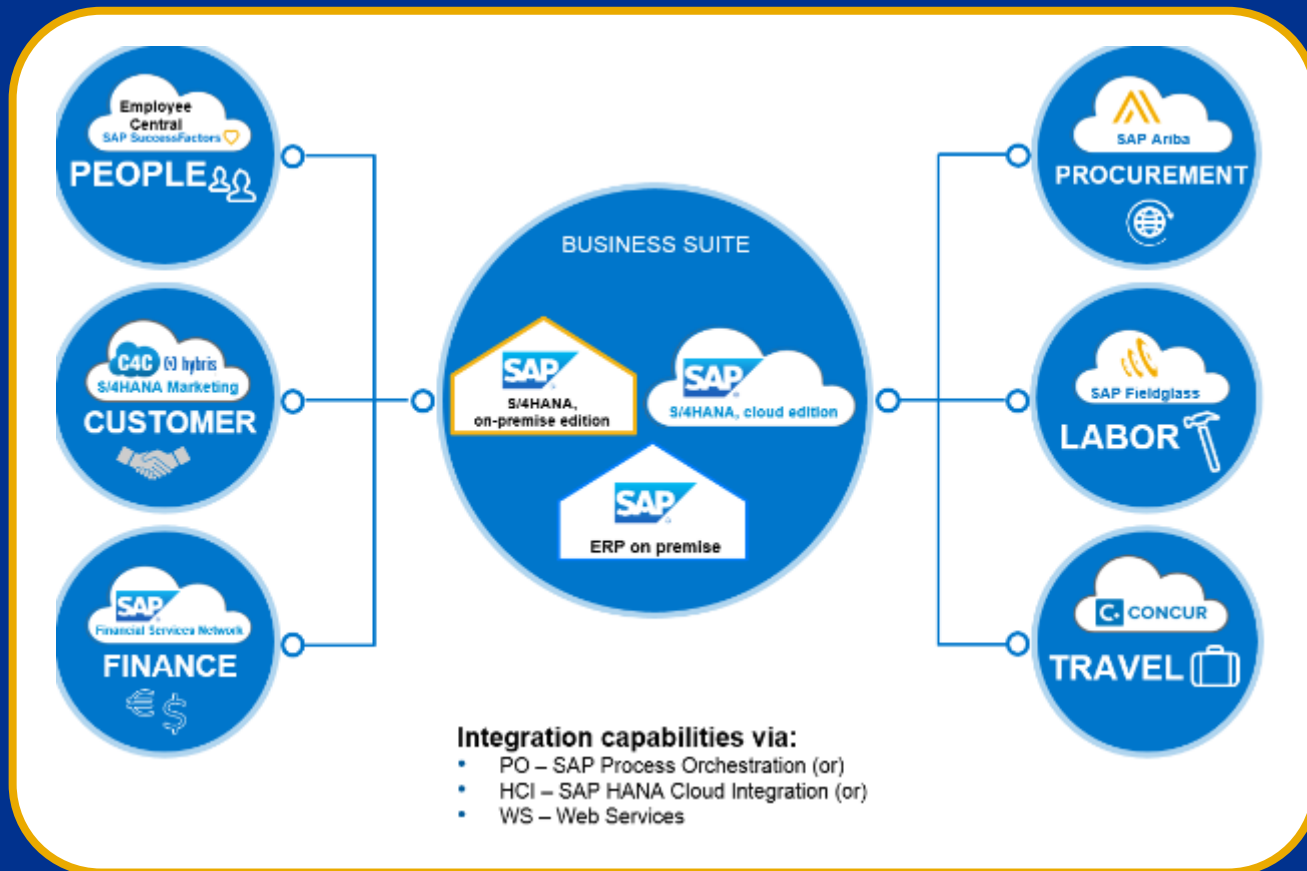 Employee
Central
SAP SuccessFactors
PEOPLE
C4C (y) hybris
S/4HANA Marketing
CUSTOMER
SAP
Financial Services Network
FINANCE
€ $
BUSINESS SUITE
SAP
S/4HANA,
on-premise edition
SAP
S/4HANA, cloud edition
SAP
ERP on premise
SAP Ariba
PROCUREMENT
SAP Fieldglass
LABOR
C. CONCUR
TRAVEL
Integration capabilities via:
• PO – SAP Process Orchestration (or)
• HCI – SAP HANA Cloud Integration (or)
• WS – Web Services